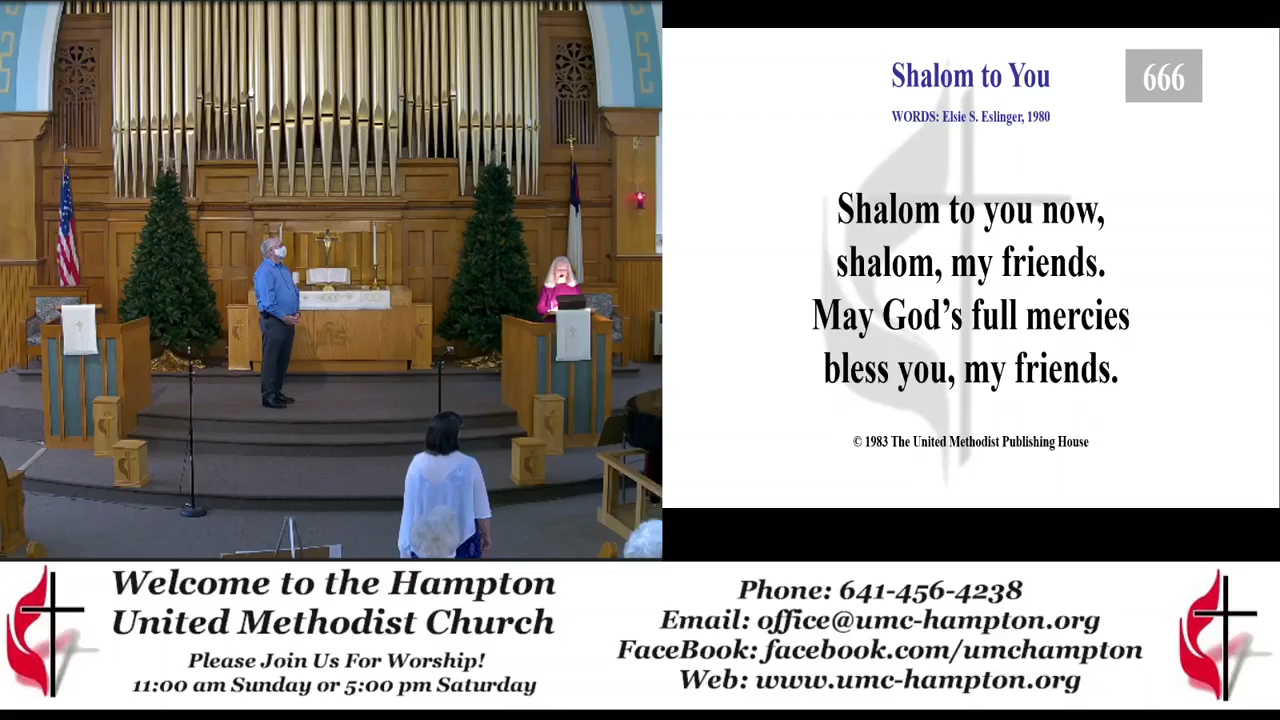 Shalom to You
666
WORDS: Elsie S. Eslinger, 1980
Shalom to you now,
shalom, my friends.
May God's full mercies
bless you, my friends.
© 1983 The United Methodist Publishing House
Welcome to the Hampton
United Methodist Church
Please Join Us For Worship!
11:00 am Sunday or 5:00 pm Saturday
Phone: 641-456-4238
Email: office@umc-hampton.org
FaceBook: facebook.com/umchampton
Web: www.umc-hampton.org